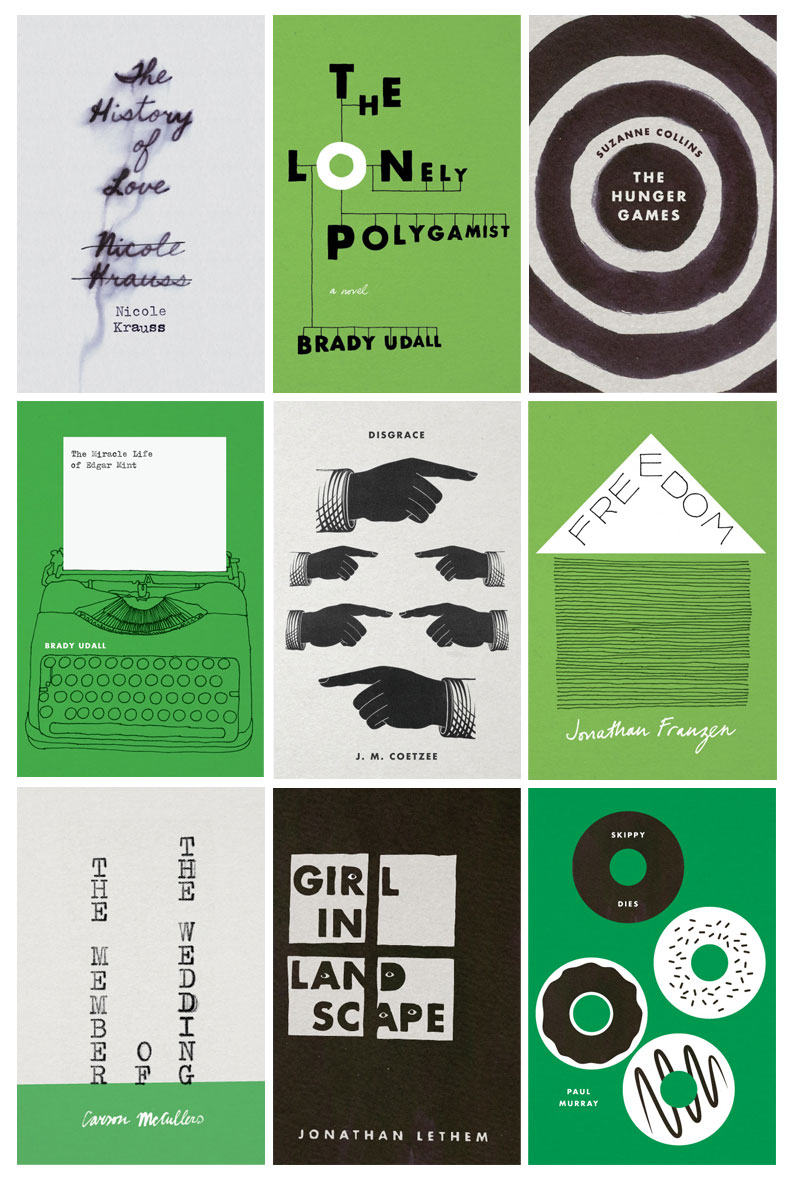 The
History
of
Love
Nicole
Krauss
Nicole
Krauss
THE
LONELY
POLYGAMIST
a novel
BRADY UDALL
SUZANNE COLLINS
THE
HUNGER
GAMES
The Miracle Life
of Edgar Mint
BRADY UDALL
DISGRACE
J. M. COETZEE
FREEDOM
Jonathan Franzen
THE MEMBER
OF
THE WEDDING
Carson McCullers
GIRL
IN
LAND
SCAPE
JONATHAN LETHEM
SKIPPY
DIES
PAUL
MURRAY